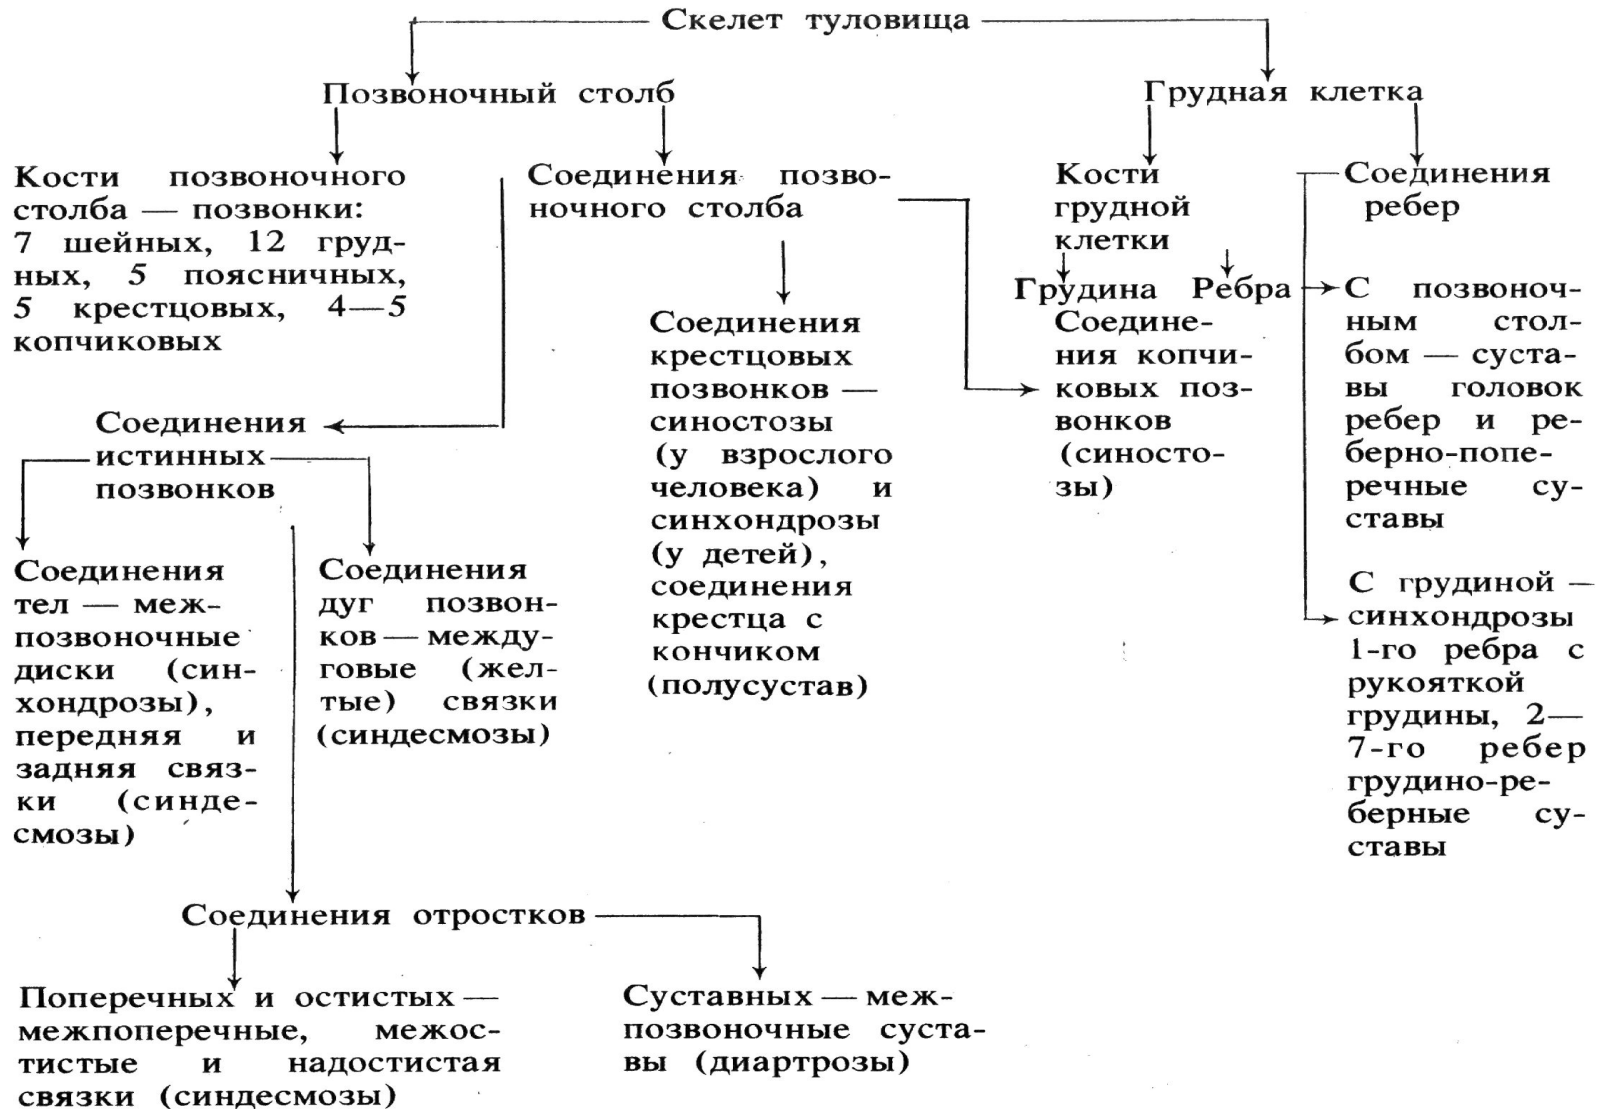 Скелет туловища
Позвоночный столб
Грудная клетка
Кости позвоночного
столба — позвонки:
7 шейных, 12 груд-
ных, 5 поясничных,
5 крестцовых, 4—5
копчиковых
Соединения позво-
ночного столба
Кости
грудной
клетки
Соединения
ребер
Грудина Ребра
Соединения
истинных
позвонков
Соединения
крестцовых
позвонков —
синостозы
(у взрослого
человека) и
синхондрозы
(у детей),
соединения
крестца с
кончиком
(полусустав)
Соедине-
ния копчи-
ковых поз-
вонков
(синосто-
зы)
С позвоноч-
ным стол-
бом — суста-
вы головок
ребер и ре-
берно-попе-
речные су-
ставы
Соединения
тел — меж-
позвоночные
диски (син-
хондрозы),
передняя и
задняя связ-
ки (синде-
смозы)
Соединения
дуг позвон-
ков — междуговые (жел-
тые) связки
(синдесмозы)
С грудиной —
синхондрозы
1-го ребра с
рукояткой
грудины, 2—
7-го ребер
грудино-ре-
берные су-
ставы
Соединения отростков
Поперечных и остистых —
межпоперечные, межос-
тистые и надостистая
связки (синдесмозы)
Суставных — меж-
позвоночные суста-
вы (диартрозы)